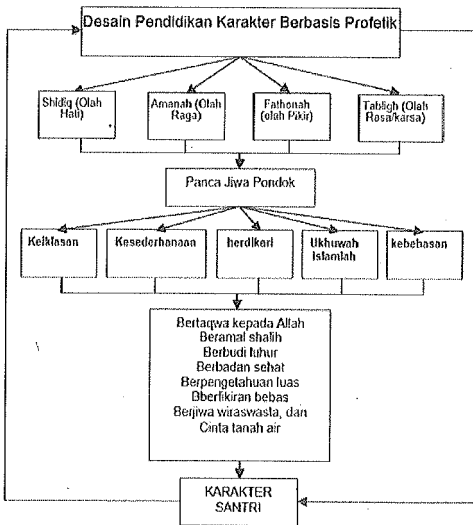 Desain Pendidikan Karakter Berbasis Profetik
Shidiq (Olah
Hati)
Amanah (Olah
Raga)
Fathonah
(olah Pikir)
Tabligh (Olah
Rasa/karsa)
Panca Jiwa Pondok
Keiklasan
Kesederhanaan
herdikari
Ukhuwah
Islamiah
kebebasan
Bertaqwa kepada Allah
Beramal shalih
Berbudi luhur
Berbadan sehat
Berpengetahuan luas
Bberfikiran bebas
Berjiwa wiraswasta, dan
Cinta tanah air
KARAKTER
SANTRI